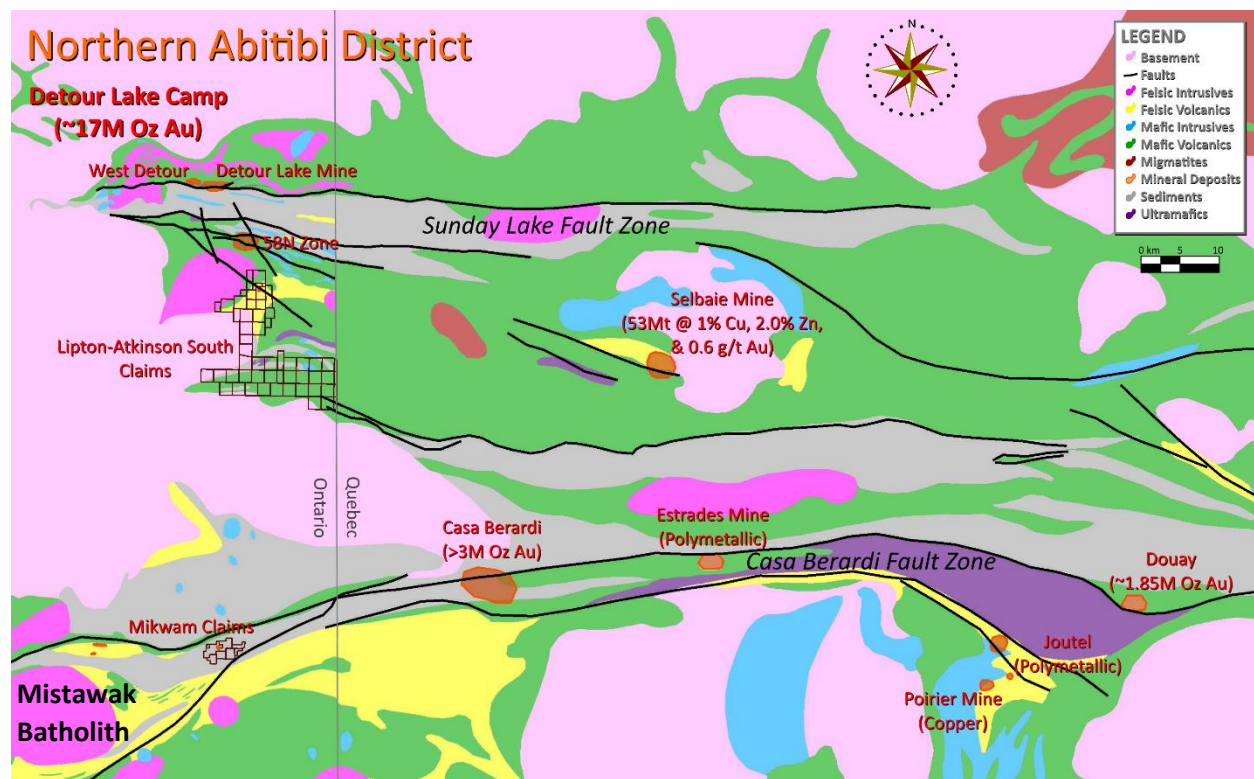 Northern Abitibi District
Detour Lake Camp
(~17M Oz Au)
N
LEGEND
Basement
Faults
Felsic Intrusives
Felsic Volcanics
Mafic Intrusives
Mafic Volcanics
Migmatites
Mineral Deposits
Sediments
Ultramafics
0 km 5 10
West Detour
Detour Lake Mine
Sunday Lake Fault Zone
58N Zone
Selbaie Mine
(53Mt @ 1% Cu, 2.0% Zn,
& 0.6 g/t Au)
Lipton-Atkinson South
Claims
Ontario
Quebec
Casa Berardi
(>3M Oz Au)
Estrades Mine
(Polymetallic)
Casa Berardi Fault Zone
Douay
(~1.85M Oz Au)
Mikwam Claims
Joutel
(Polymetallic)
Poirier Mine
(Copper)
Mistawak
Batholith